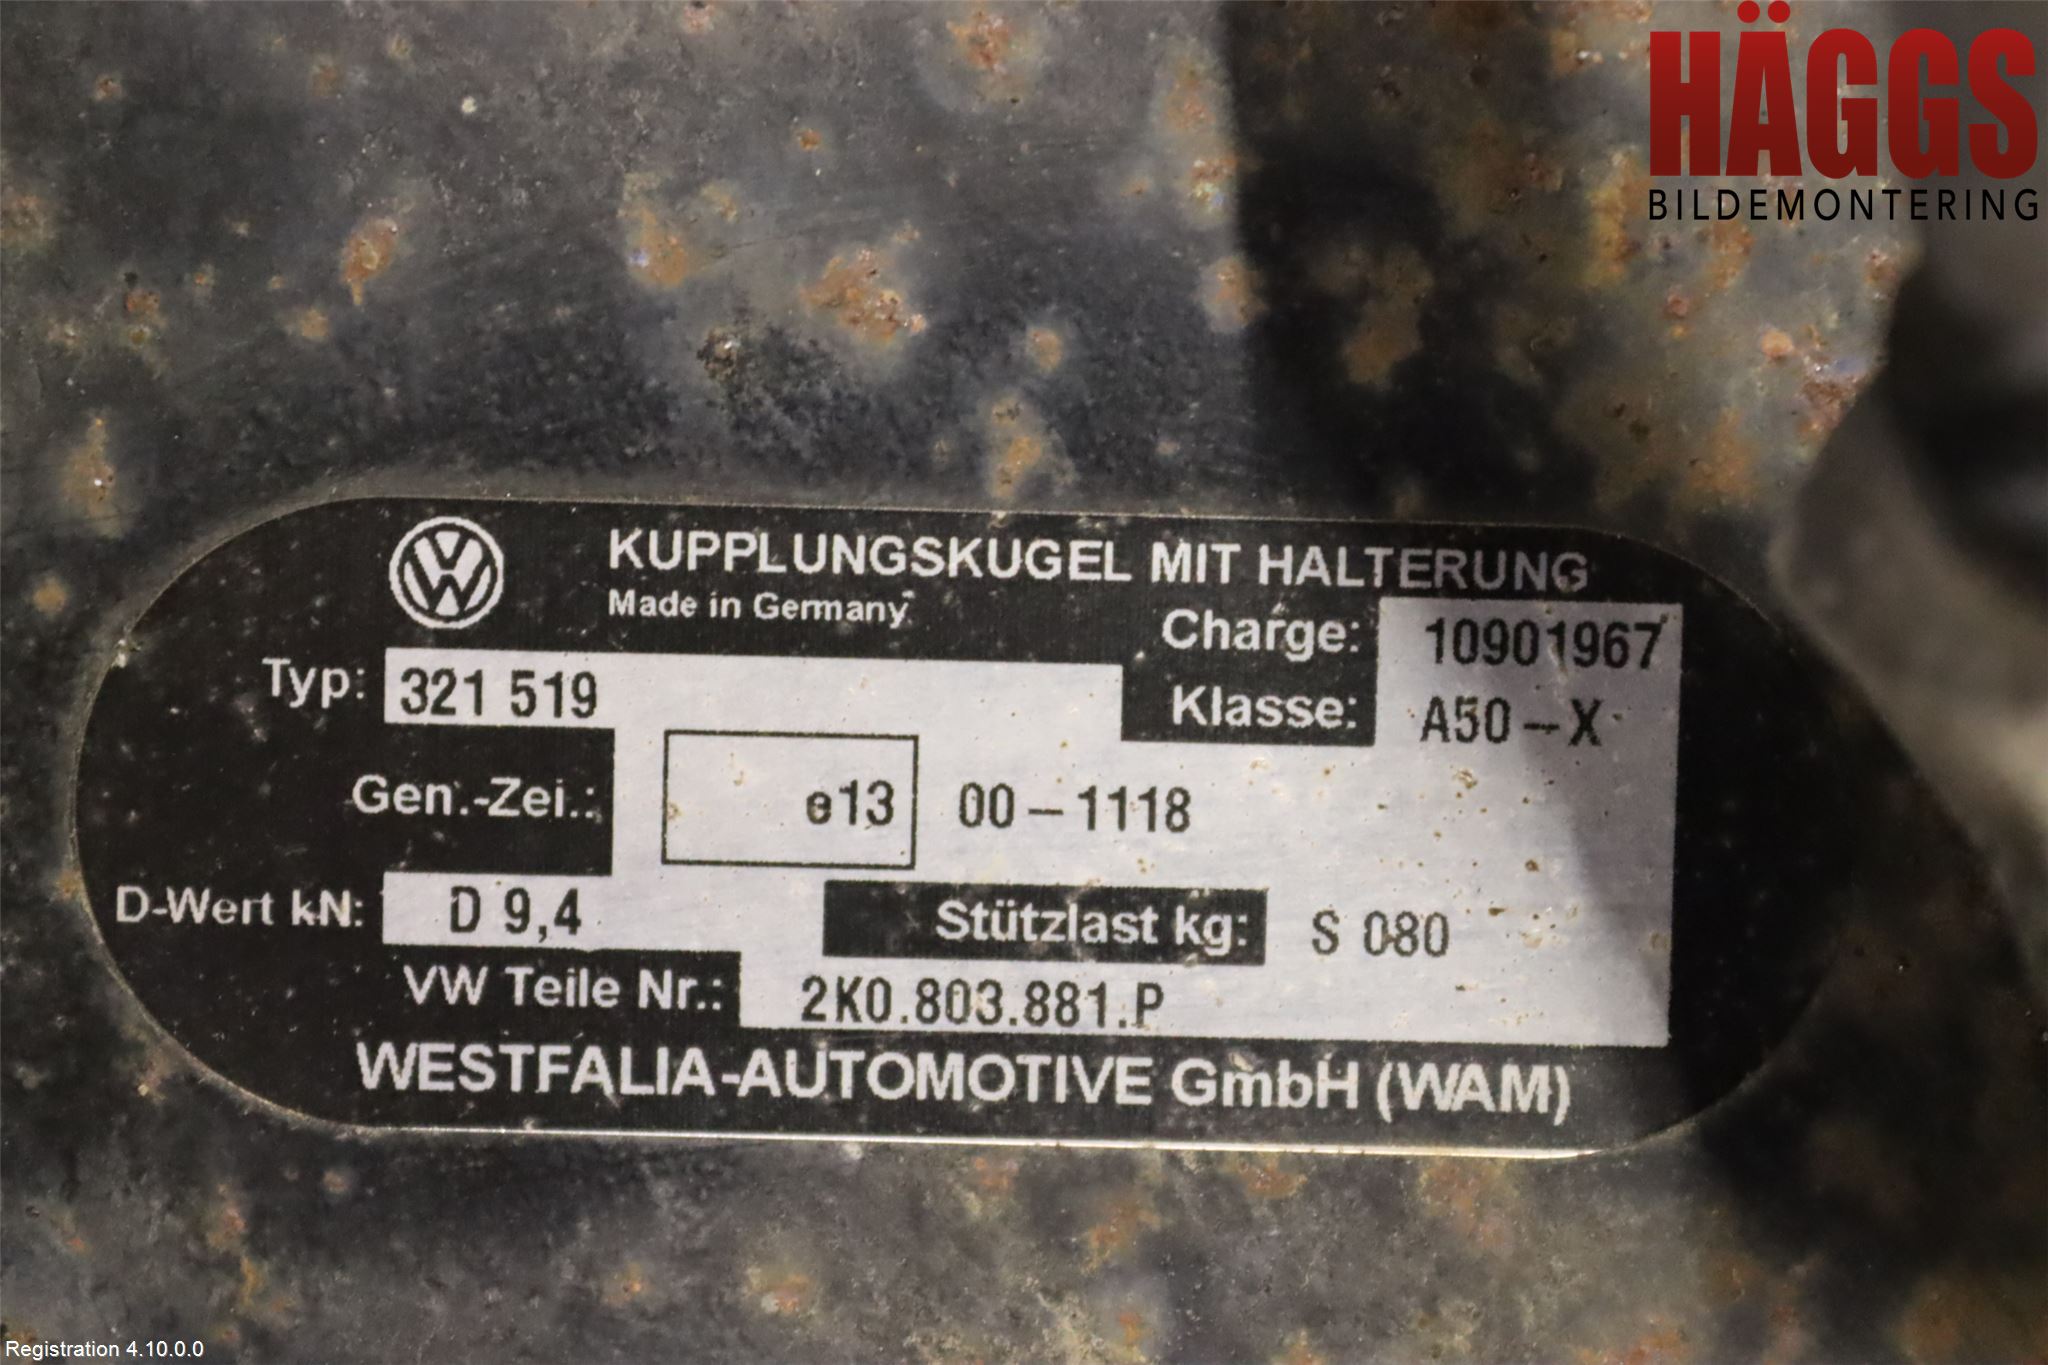 HÄGGS
BILDEMONTERING
KUPPLUNGSKUGEL MIT HALTERUNG
Made in Germany
Charge: 10901967
Typ: 321 519
Klasse: A50-X
Gen.-Zei.: e13 00-1118
D-Wert kN: D 9,4 Stützlast kg: S 080
VW Teile Nr.: 2K0.803.881.P
WESTFALIA-AUTOMOTIVE GmbH (WAM)
Registration 4.10.0.0